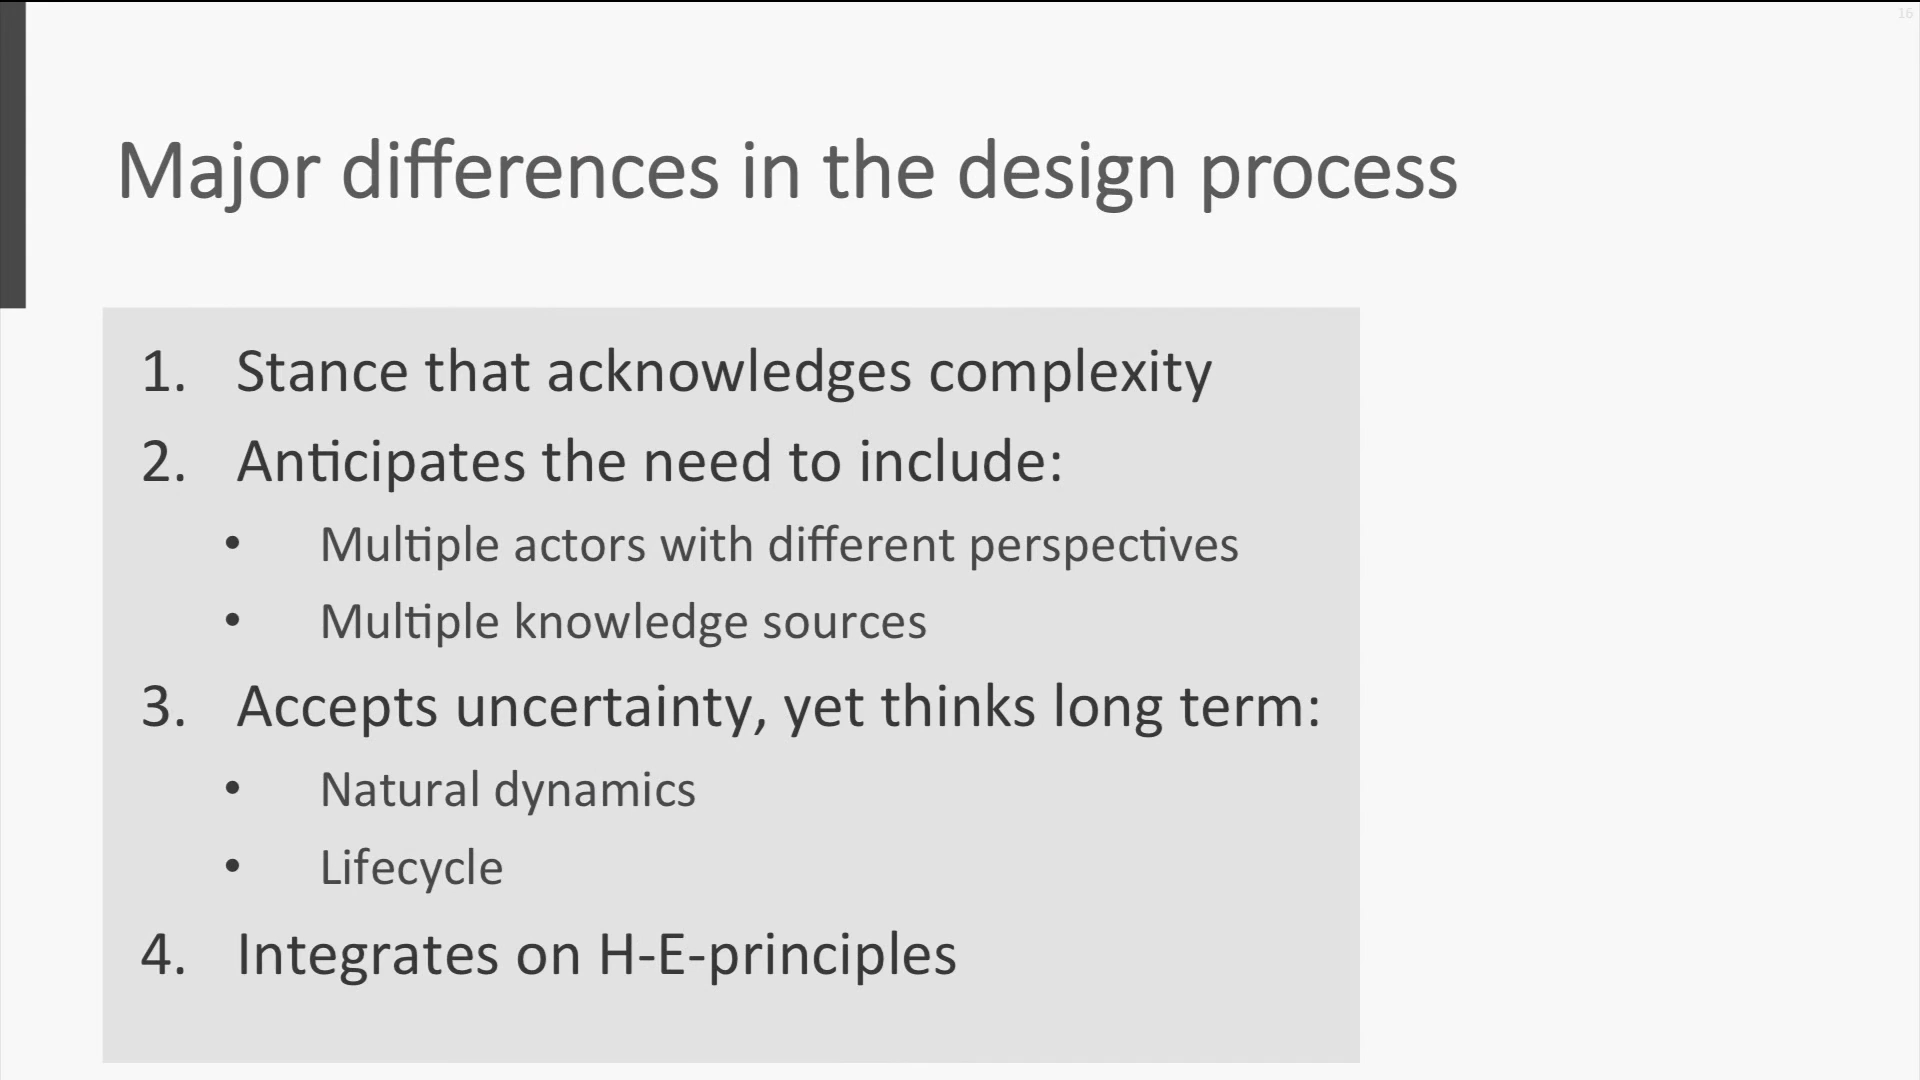 16
Major differences in the design process
1. Stance that acknowledges complexity
2. Anticipates the need to include:
• Multiple actors with different perspectives
• Multiple knowledge sources
3. Accepts uncertainty, yet thinks long term:
• Natural dynamics
• Lifecycle
4. Integrates on H-E-principles